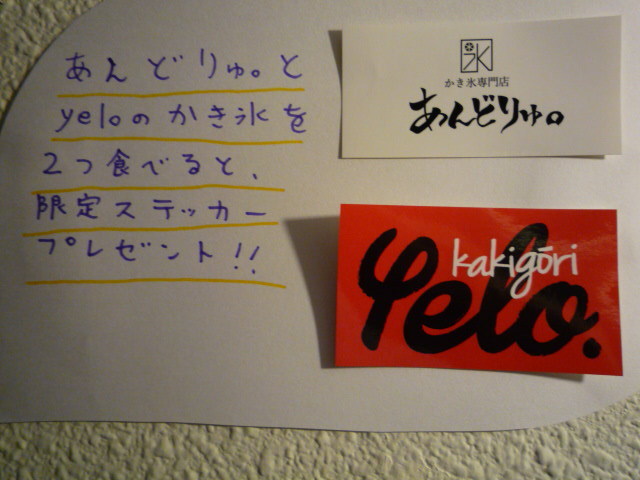 あんどりゅ。と
yeloのかき氷を
2つ食べると、
限定ステッカー
プレゼント!!
氷
かき氷専門店
あんどりゅ。
kakigōri
Yelo.